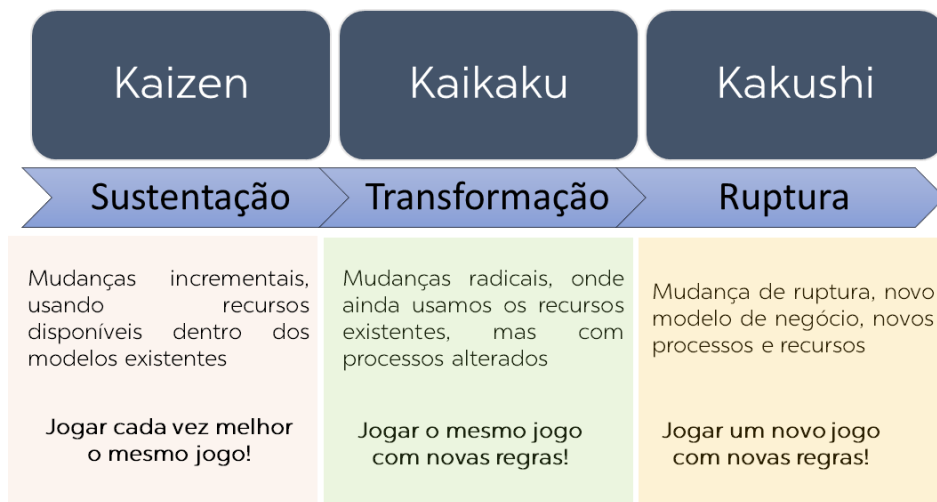 Kaizen
Kaikaku
Kakushi
Sustentação
Transformação
Ruptura
Mudanças incrementais,
usando recursos
disponíveis dentro dos
modelos existentes
Jogar cada vez melhor
o mesmo jogo!
Mudanças radicais, onde
ainda usamos os recursos
existentes, mas com
processos alterados
Jogar o mesmo jogo
com novas regras!
Mudança de ruptura, novo
modelo de negócio, novos
processos e recursos
Jogar um novo jogo
com novas regras!